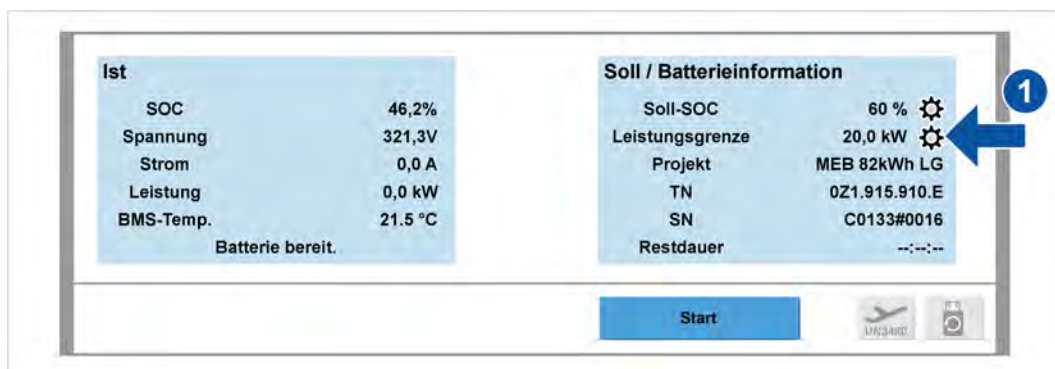 Ist
SOC 46,2%
Spannung 321,3V
Strom 0,0 A
Leistung 0,0 kW
BMS-Temp. 21.5 °C
Batterie bereit.
Soll / Batterieinformation
Soll-SOC 60 %
Leistungsgrenze 20,0 kW
Projekt MEB 82kWh LG
TN 0Z1.915.910.E
SN C0133#0016
Restdauer --:--:--
1
Start
UN3480